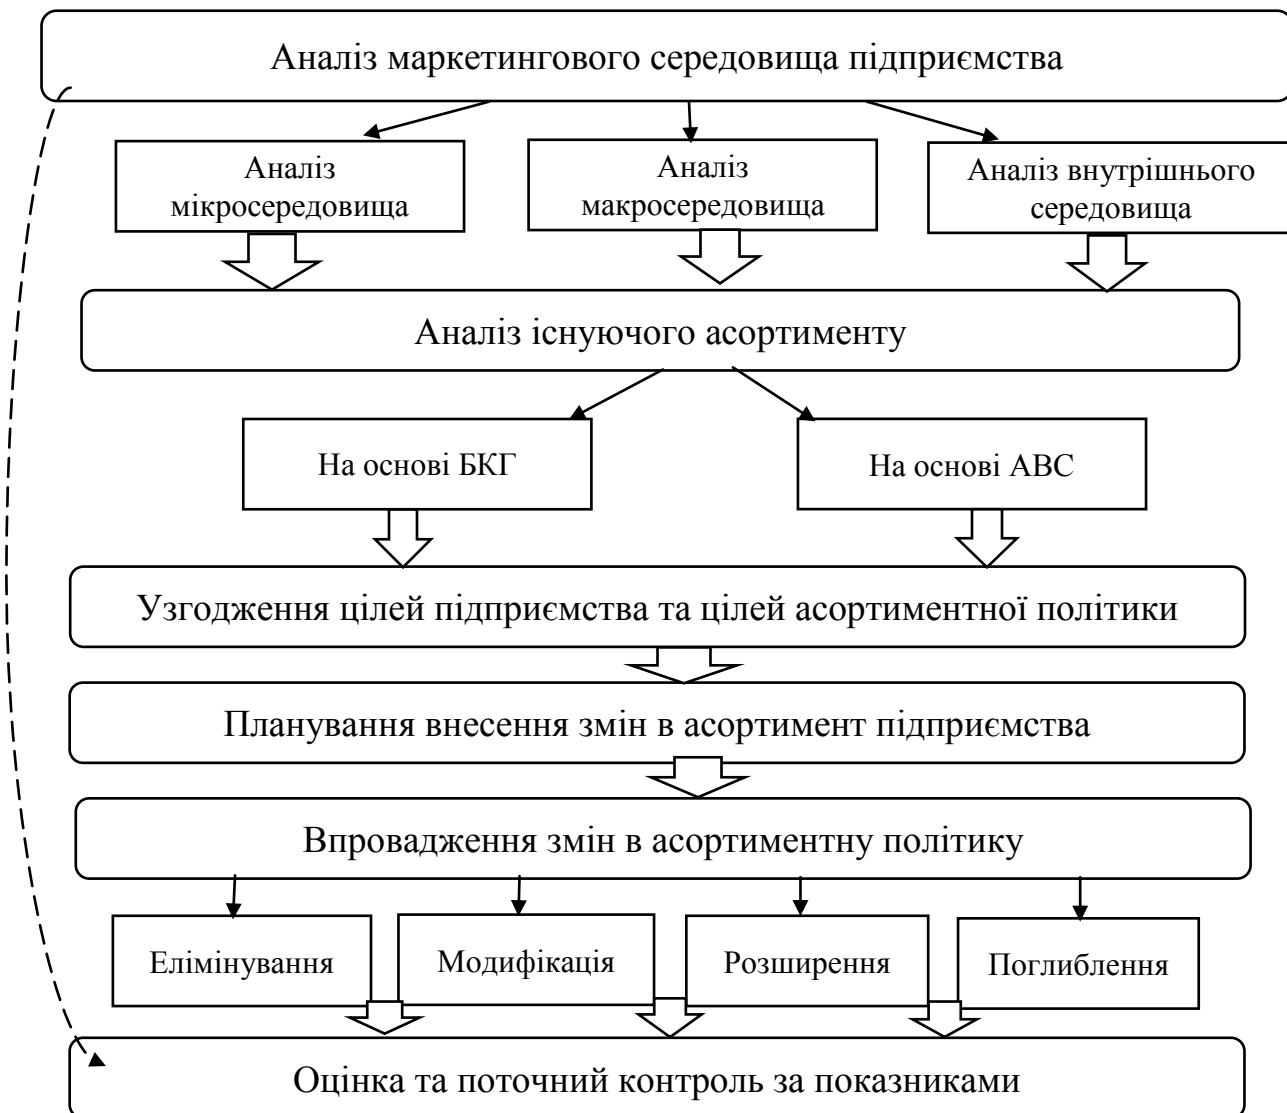 Аналіз маркетингового середовища підприємства
Аналіз
мікросередовища
Аналіз
макросередовища
Аналіз внутрішнього
середовища
Аналіз існуючого асортименту
На основі БКГ
На основі АВС
Узгодження цілей підприємства та цілей асортиментної політики
Планування внесення змін в асортимент підприємства
Впровадження змін в асортиментну політику
Елімінування
Модифікація
Розширення
Поглиблення
Оцінка та поточний контроль за показниками